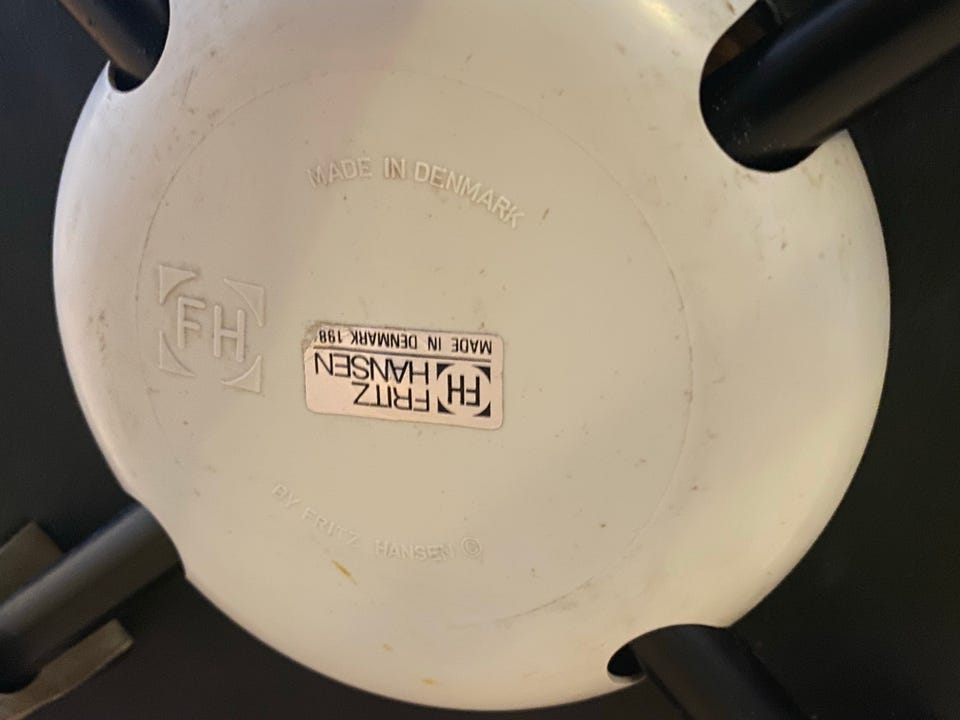 MADE IN DENMARK
FH
FH
FRITZ
HANSEN
MADE IN DENMARK 198
BY FRITZ HANSEN ©